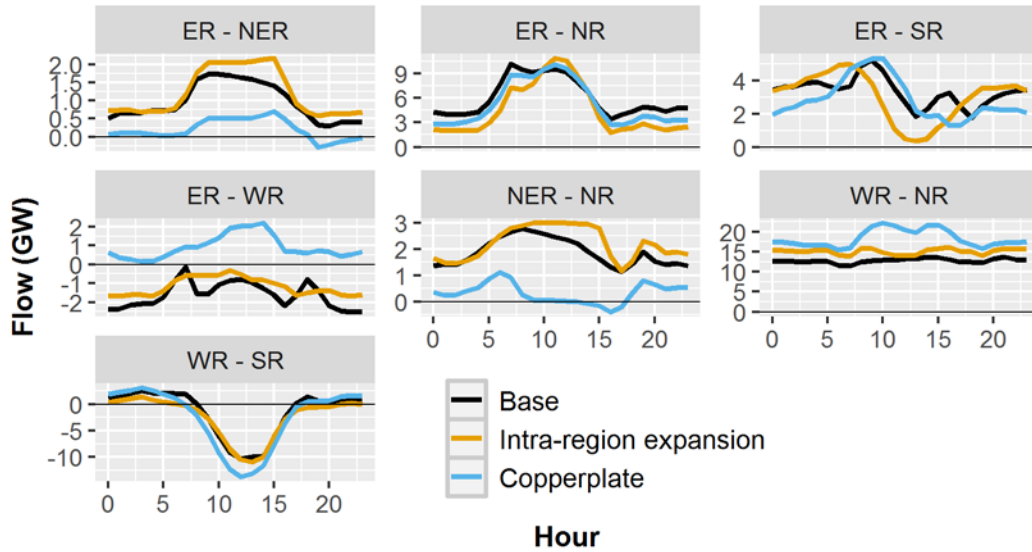 ER - NER
ER - NR
ER - SR
2.0
1.5
1.0
0.5
0.0
9
6
3
0
4
2
0
ER - WR
NER - NR
WR - NR
2
1
0
-1
-2
3
2
1
0
20
15
10
5
0
0 5 10 15 20
0 5 10 15 20
WR - SR
0
-5
-10
0 5 10 15 20
Flow (GW)
Base
Intra-region expansion
Copperplate
Hour